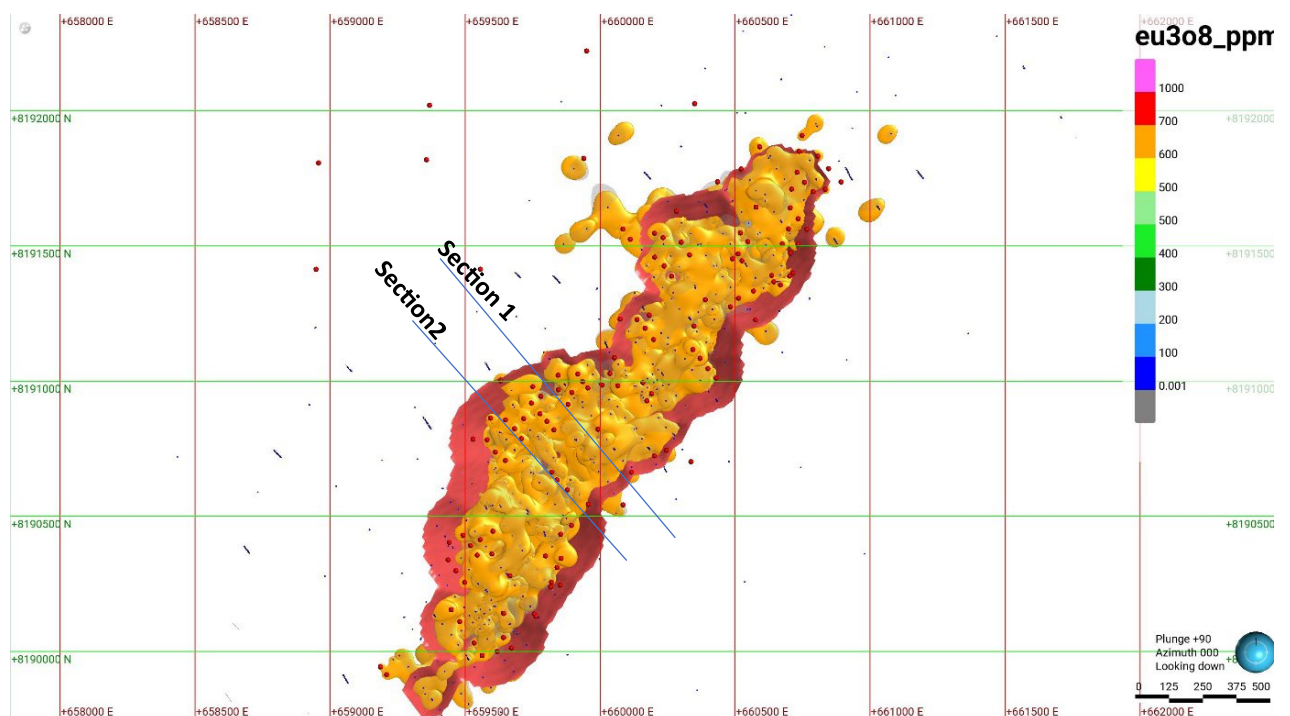 +658000 E
+658500 E
+659000 E
+659500 E
+660000 E
+660500 E
+661000 E
+661500 E
+662000 E
eu3o8_ppm
1000
700
600
500
500
400
300
200
100
0.001
+8192000 N
+8192000
+8191500 N
+8191500
+8191000 N
+8191000
+8190500 N
+8190500
+8190000 N
Section 1
Section2
Plunge +90
Azimuth 000
Looking down
0 125 250 375 500
+658000 E
+658500 E
+659000 E
+659590 E
+660000 E
+660500 E
+661000 E
+661500 E
+662000 E